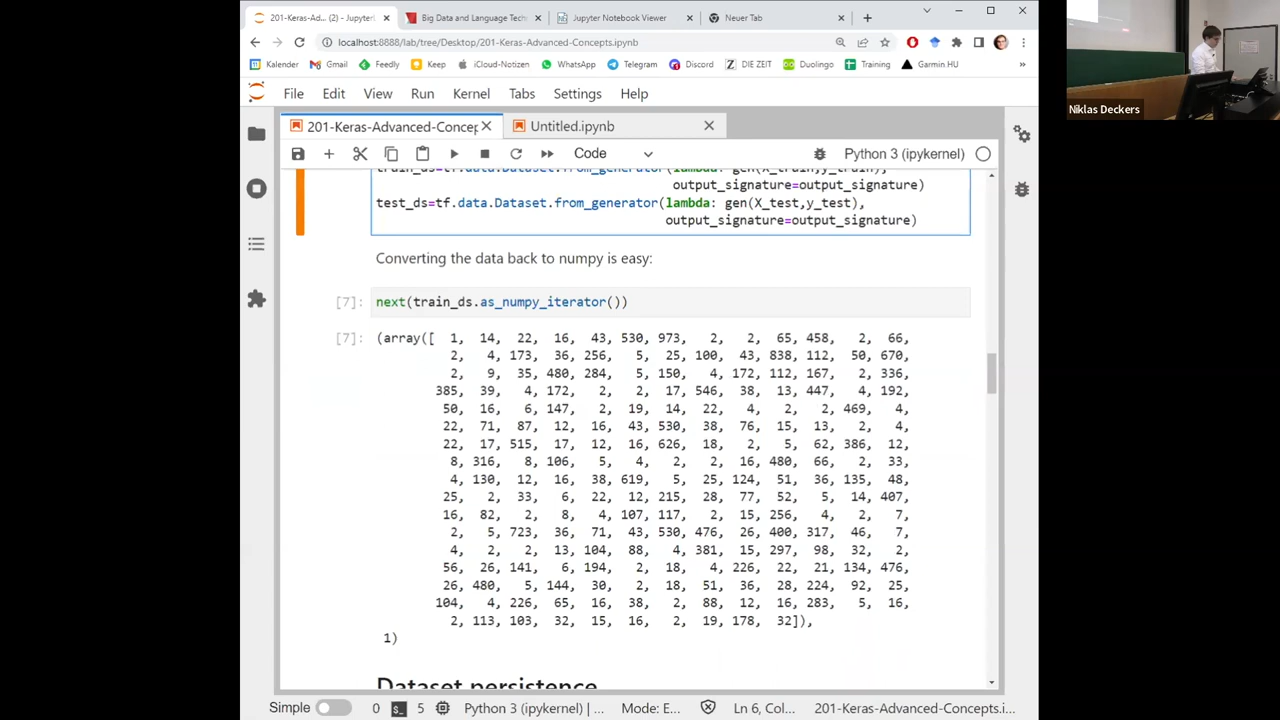 201-Keras-Ad... (2) - Jupyterl
Big Data and Language Tech
Jupyter Notebook Viewer
Neuer Tab
localhost:8888/lab/tree/Desktop/201-Keras-Advanced-Concepts.ipynb
Kalender Gmail Feedly Keep iCloud-Notizen WhatsApp Telegram Discord DIE ZEIT Duolingo Training Garmin HU »
File Edit View Run Kernel Tabs Settings Help
201-Keras-Advanced-Concep
Untitled.ipynb
Code
Python 3 (ipykernel)
train_ds=tf.data.Dataset.from_generator(lambda: gen(X_train,y_train),
output_signature=output_signature)
test_ds=tf.data.Dataset.from_generator(lambda: gen(X_test,y_test),
output_signature=output_signature)
Converting the data back to numpy is easy:
[7]: next(train_ds.as_numpy_iterator())
[7]: (array([ 1, 14, 22, 16, 43, 530, 973, 2, 2, 65, 458, 2, 66,
2, 4, 173, 36, 256, 5, 25, 100, 43, 838, 112, 50, 670,
2, 9, 35, 480, 284, 5, 150, 4, 172, 112, 167, 2, 336,
385, 39, 4, 172, 2, 2, 17, 546, 38, 13, 447, 4, 192,
50, 16, 6, 147, 2, 19, 14, 22, 4, 2, 2, 469, 4,
22, 71, 87, 12, 16, 43, 530, 38, 76, 15, 13, 2, 4,
22, 17, 515, 17, 12, 16, 626, 18, 2, 5, 62, 386, 12,
8, 316, 8, 106, 5, 4, 2, 2, 16, 480, 66, 2, 33,
4, 130, 12, 16, 38, 619, 5, 25, 124, 51, 36, 135, 48,
25, 2, 33, 6, 22, 12, 215, 28, 77, 52, 5, 14, 407,
16, 82, 2, 8, 4, 107, 117, 2, 15, 256, 4, 2, 7,
2, 5, 723, 36, 71, 43, 530, 476, 26, 400, 317, 46, 7,
4, 2, 2, 13, 104, 88, 4, 381, 15, 297, 98, 32, 2,
56, 26, 141, 6, 194, 2, 18, 4, 226, 22, 21, 134, 476,
26, 480, 5, 144, 30, 2, 18, 51, 36, 28, 224, 92, 25,
104, 4, 226, 65, 16, 38, 2, 88, 12, 16, 283, 5, 16,
2, 113, 103, 32, 15, 16, 2, 19, 178, 32]),
1)
Dataset persistence
Simple 0 5 Python 3 (ipykernel) | ... Mode: E... Ln 6, Col... 201-Keras-Advanced-Concepts.i...
Niklas Deckers